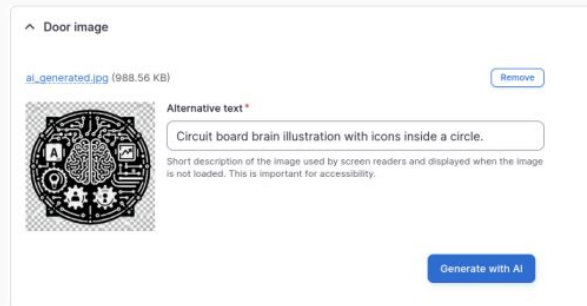 Door image
ai_generated.jpg (988.56 KB)
Remove
Alternative text *
Circuit board brain illustration with icons inside a circle.
Short description of the image used by screen readers and displayed when the image
is not loaded. This is important for accessibility.
A
Generate with AI